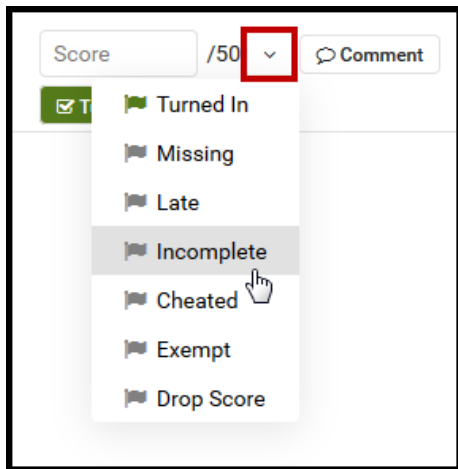 Score /50 Comment
Turned In
Missing
Late
Incomplete
Cheated
Exempt
Drop Score